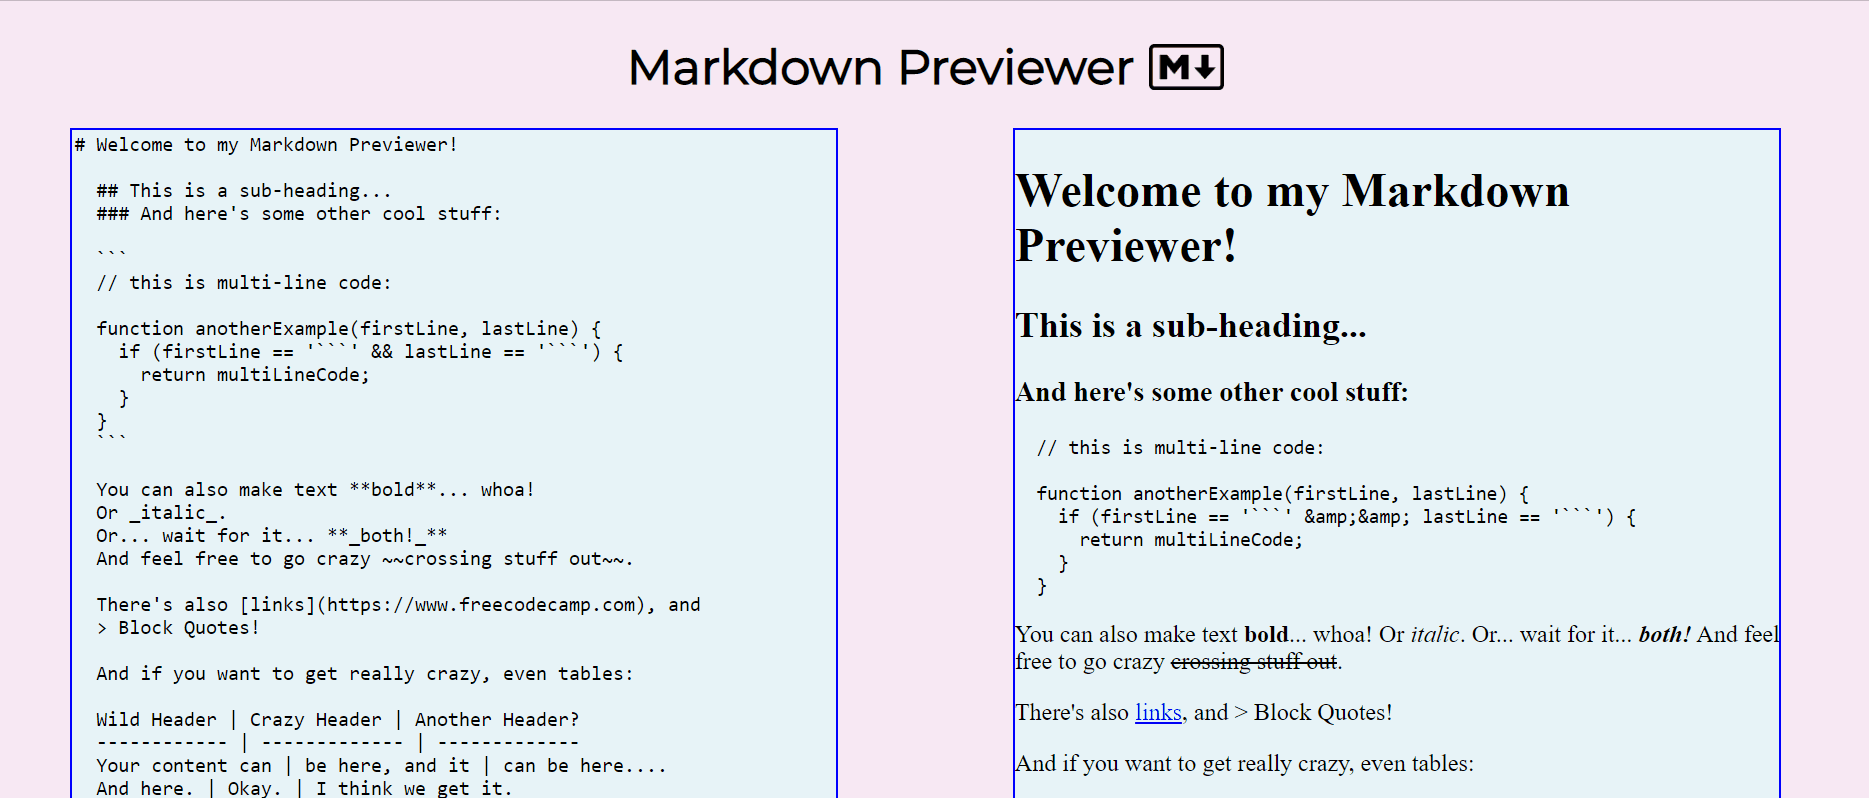 Markdown Previewer M↓
# Welcome to my Markdown Previewer!
## This is a sub-heading...
### And here's some other cool stuff:
```
// this is multi-line code:
function anotherExample(firstLine, lastLine) {
if (firstLine == '```' && lastLine == '```') {
return multiLineCode;
}
}
```
You can also make text **bold**... whoa!
Or _italic_.
Or... wait for it... **_both!_**
And feel free to go crazy ~~crossing stuff out~~.
There's also [links](https://www.freecodecamp.com), and
> Block Quotes!
And if you want to get really crazy, even tables:
Wild Header | Crazy Header | Another Header?
------------ | ------------- | -------------
Your content can | be here, and it | can be here....
And here. | Okay. | I think we get it.
Welcome to my Markdown
Previewer!
This is a sub-heading...
And here's some other cool stuff:
// this is multi-line code:
function anotherExample(firstLine, lastLine) {
if (firstLine == '```' &amp;&amp; lastLine == '```') {
return multiLineCode;
}
}
You can also make text bold... whoa! Or italic. Or... wait for it... both! And feel
free to go crazy crossing stuff out.
There's also links, and > Block Quotes!
And if you want to get really crazy, even tables: